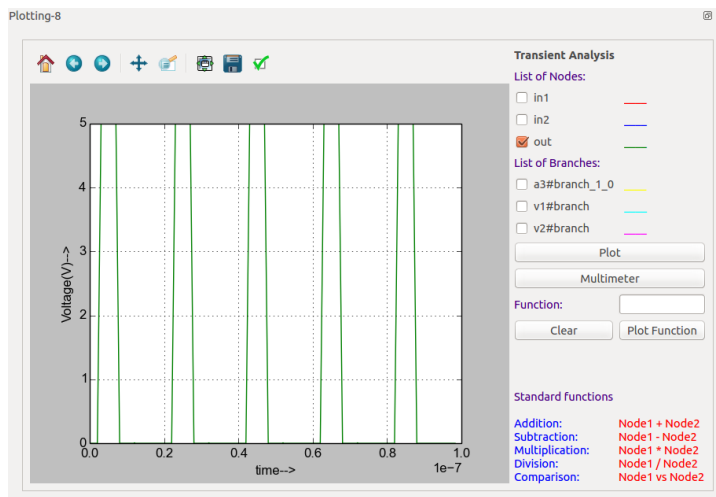 Plotting-8
Transient Analysis
List of Nodes:
in1
in2
out
List of Branches:
a3#branch_1_0
v1#branch
v2#branch
Plot
Multimeter
Function:
Clear Plot Function
Standard functions
Addition: Node1 + Node2
Subtraction: Node1 - Node2
Multiplication: Node1 * Node2
Division: Node1 / Node2
Comparison: Node1 vs Node2
5
4
3
2
1
0
Voltage(V)-->
0.0 0.2 0.4 0.6 0.8 1.0
time--> 1e-7